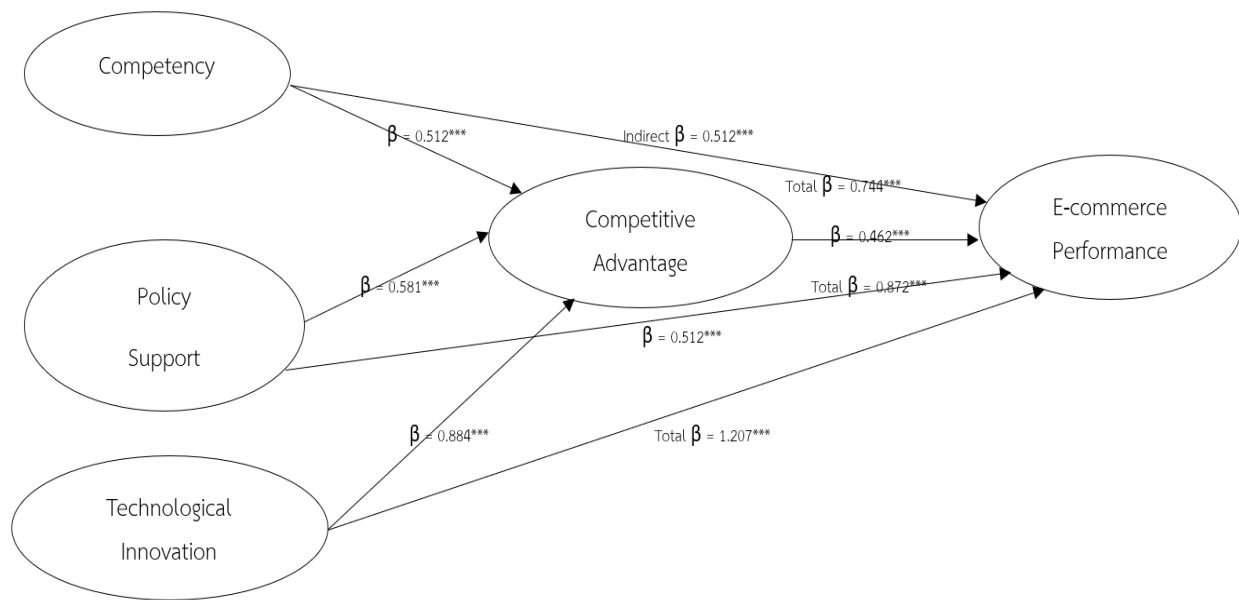 Competency
β = 0.512***
Indirect β = 0.512***
Total β = 0.744***
Competitive
Advantage
E-commerce
Performance
β = 0.462***
Policy
Support
β = 0.581***
Total β = 0.872***
β = 0.512***
β = 0.884***
Total β = 1.207***
Technological
Innovation